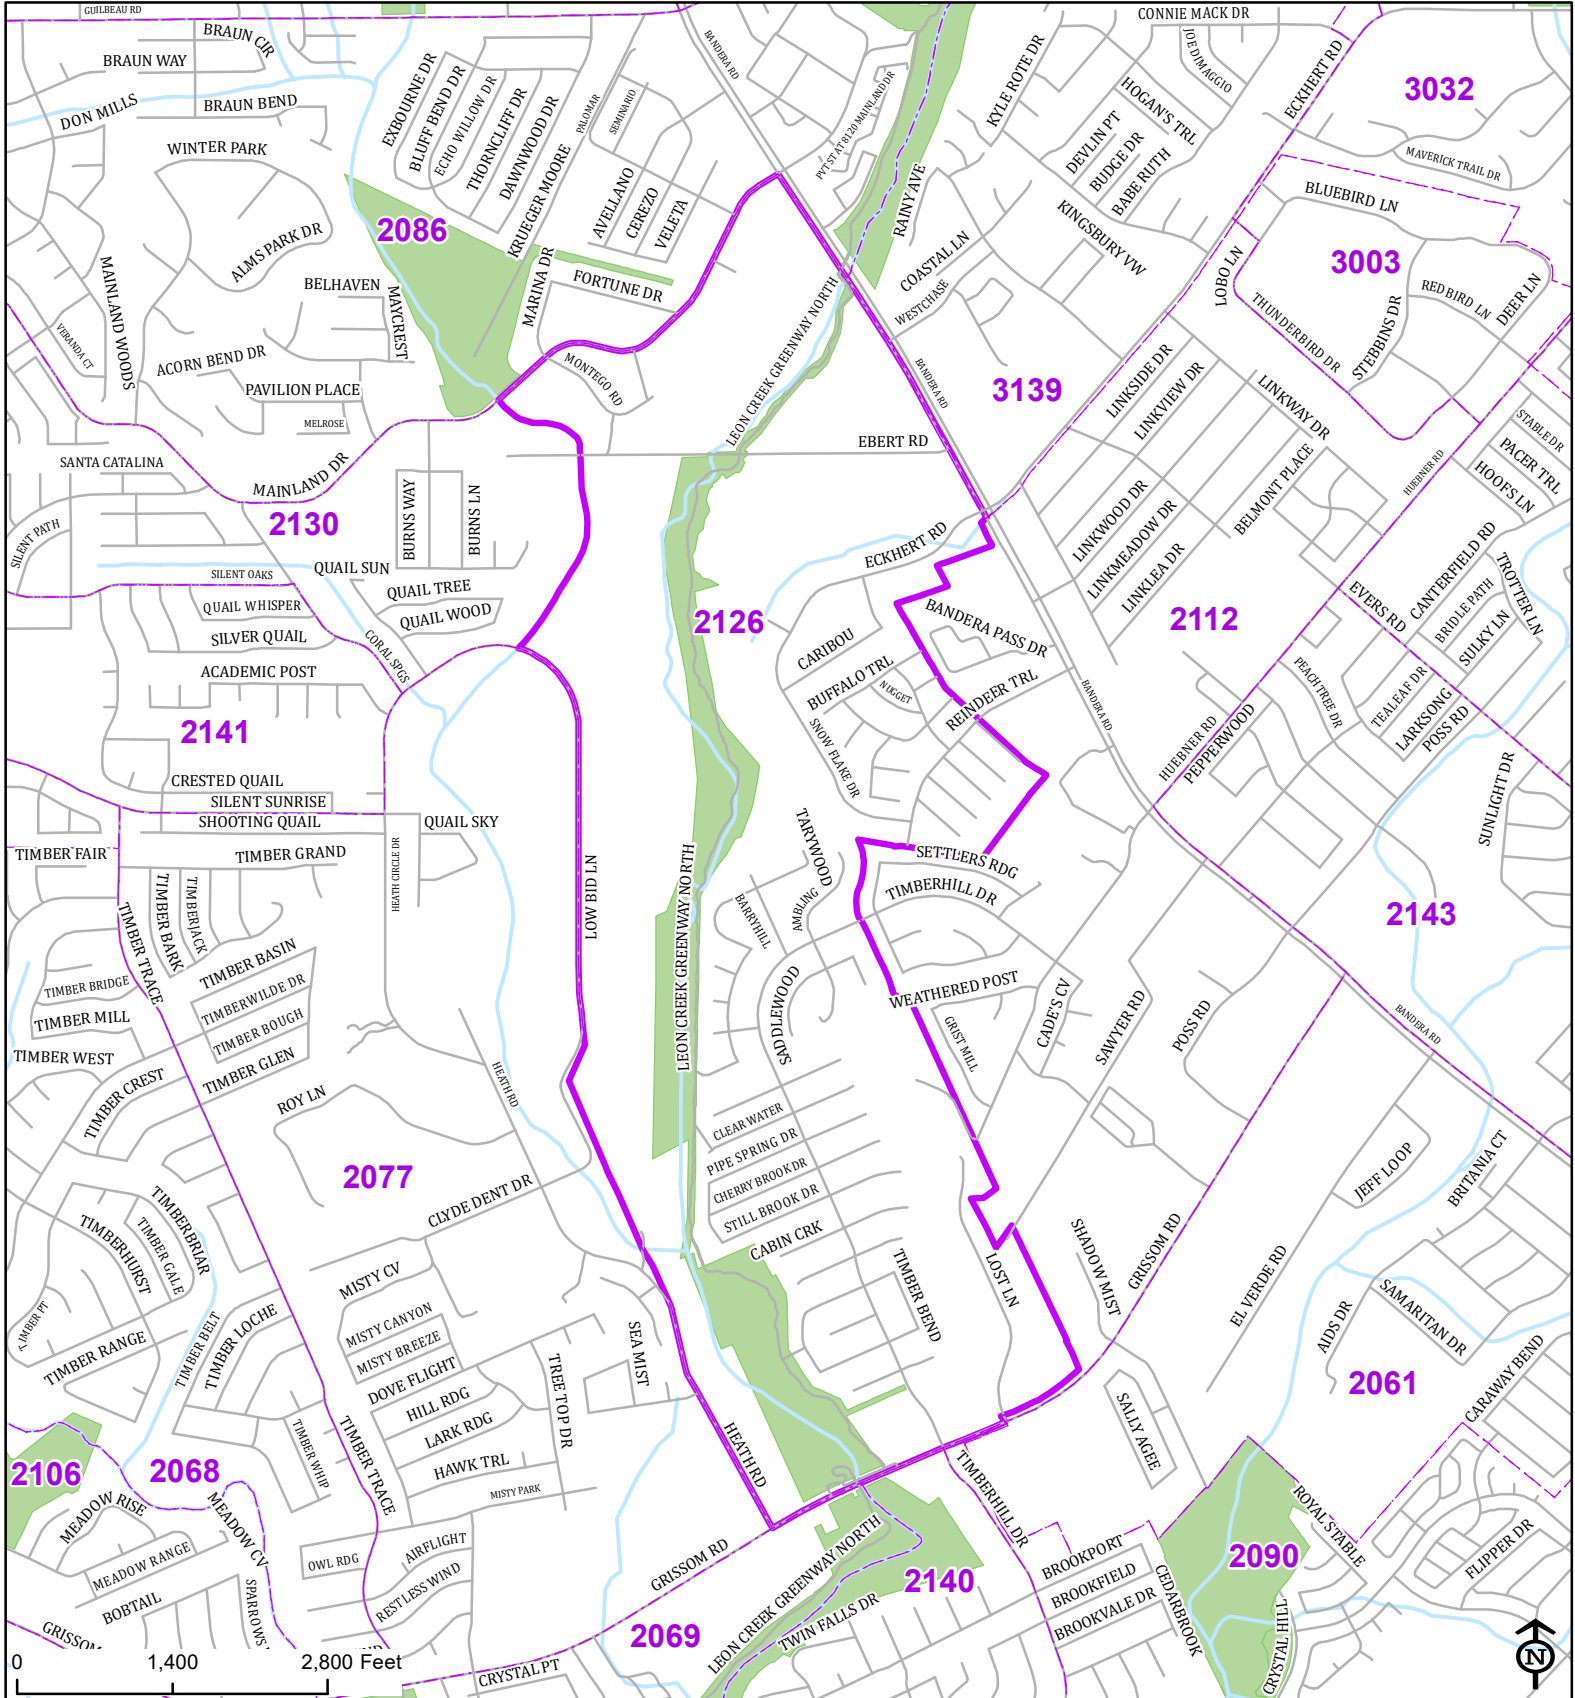 GUILBEAU RD
BRAUN CIR
BRAUN WAY
DON MILLS
BRAUN BEND
WINTER PARK
EXBOURNE DR
BLUFF BEND DR
ECHO WILLOW DR
THORNCLIFF DR
DAWNWOOD DR
KRUEGER MOORE
PALOMAR
SEMINARIO
AVELLANO
CEREZO
VELETA
BANDERA RD
PVT ST AT 8120 MAINLAND DR
RAINY AVE
KYLE ROTE DR
CONNIE MACK DR
JOE DIMAGGIO
HOGAN'S TRL
DEVLIN PT
BUDGE DR
BABE RUTH
KINGSBURY VW
ECKHERT RD
3032
MAVERICK TRAIL DR
BLUEBIRD LN
3003
LOBO LN
RED BIRD LN
DEER LN
STEBBINS DR
THUNDERBIRD DR
2086
ALMS PARK DR
BELHAVEN
MAYCREST
MARINA DR
FORTUNE DR
MAINLAND WOODS
VERANDA CT
ACORN BEND DR
PAVILION PLACE
MELROSE
MONTEGO RD
LEON CREEK GREENWAY NORTH
COASTAL LN
WESTCHASE
BANDERA RD
3139
EBERT RD
LINKSIDE DR
LINKVIEW DR
LINKWAY DR
BELMONT PLACE
LINKWOOD DR
LINKMEADOW DR
LINKLEA DR
HUEBNER RD
STABLE DR
PACER TRL
HOOFS LN
SANTA CATALINA
MAINLAND DR
2130
SILENT PATH
BURNS WAY
BURNS LN
SILENT OAKS
QUAIL SUN
QUAIL TREE
QUAIL WOOD
QUAIL WHISPER
SILVER QUAIL
CORAL SPGS
ACADEMIC POST
2141
ECKHERT RD
2126
CARIBOU
BUFFALO TRL
NUGGET
BANDERA PASS DR
REINDEER TRL
SNOW FLAKE DR
BANDERA RD
2112
EVERS RD
CANTERFIELD RD
TROTTER LN
BRIDLE PATH
SULKY LN
PEACH TREE DR
TEALEAF DR
LARKSONG
POSS RD
HUEBNER RD
PEPPERWOOD
SUNLIGHT DR
CRESTED QUAIL
SILENT SUNRISE
SHOOTING QUAIL
QUAIL SKY
TIMBER FAIR
TIMBER GRAND
HEATH CIRCLE DR
LOW BID LN
LEON CREEK GREENWAY NORTH
TARYWOOD
AMBLING
BARRYHILL
SETTLERS RDG
TIMBERHILL DR
2143
TIMBER TRACE
TIMBER BARK
TIMBERJACK
TIMBER BASIN
TIMBER BRIDGE
TIMBERWILDE DR
TIMBER MILL
TIMBER BOUGH
TIMBER WEST
TIMBER GLEN
TIMBER CREST
ROY LN
HEATH RD
SADDLEWOOD
WEATHERED POST
GRIST MILL
CADE'S CV
SAWYER RD
POSS RD
BANDERA RD
CLEAR WATER
PIPE SPRING DR
CHERRY BROOK DR
STILL BROOK DR
CABIN CRK
2077
CLYDE DENT DR
TIMBERBRIAR
TIMBER GALE
TIMBERHURST
MISTY CV
JEFF LOOP
BRITANIA CT
TIMBER BEND
LOST LN
SHADOW MIST
GRISSOM RD
EL VERDE RD
SAMARITAN DR
AIDS DR
2061
CARAWAY BEND
TIMBER PT
TIMBER RANGE
TIMBER BELT
TIMBER LOCHE
MISTY CANYON
MISTY BREEZE
DOVE FLIGHT
HILL RDG
LARK RDG
HAWK TRL
MISTY PARK
SEA MIST
TREE TOP DR
HEATH RD
SALLY AGEE
2106
2068
TIMBER WHIP
TIMBER TRACE
MEADOW RISE
MEADOW CV
MEADOW RANGE
BOBTAIL
OWL RDG
AIRFLIGHT
RESTLESS WIND
GRISSOM RD
2069
LEON CREEK GREENWAY NORTH
TWIN FALLS DR
2140
TIMBERHILL DR
BROOKPORT
BROOKFIELD
BROOKVALE DR
CEDARBROOK
2090
ROYAL STABLE
FLIPPER DR
CRYSTAL HILL
CRYSTAL PT
GRISSOM
SPARROWS
0 1,400 2,800 Feet
N